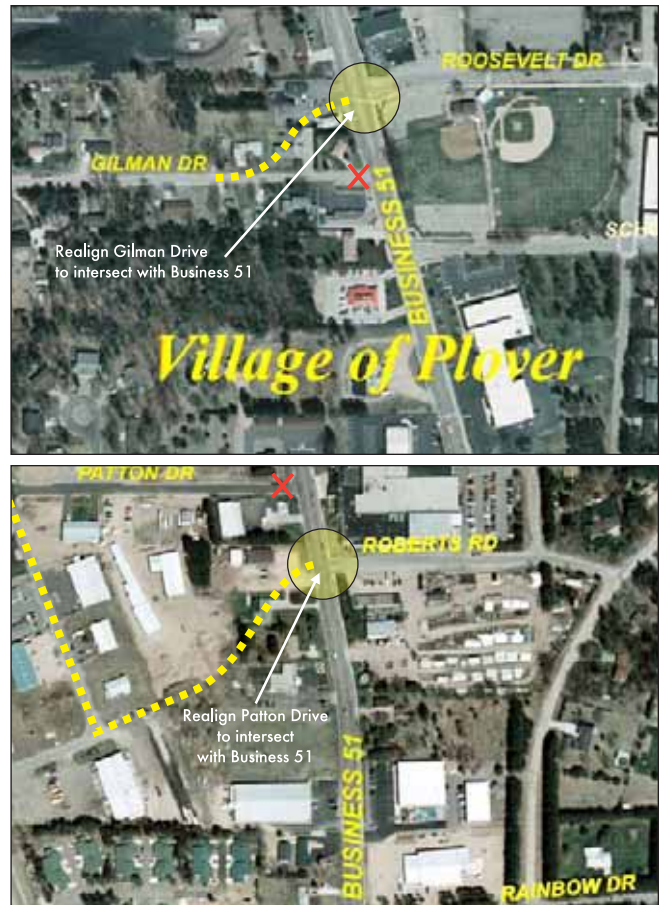 ROOSEVELT DR
GILMAN DR
BUSINESS 51
Realign Gilman Drive
to intersect with Business 51
Village of Plover
PATTON DR
ROBERTS RD
Realign Patton Drive
to intersect
with Business 51
BUSINESS 51
RAINBOW DR